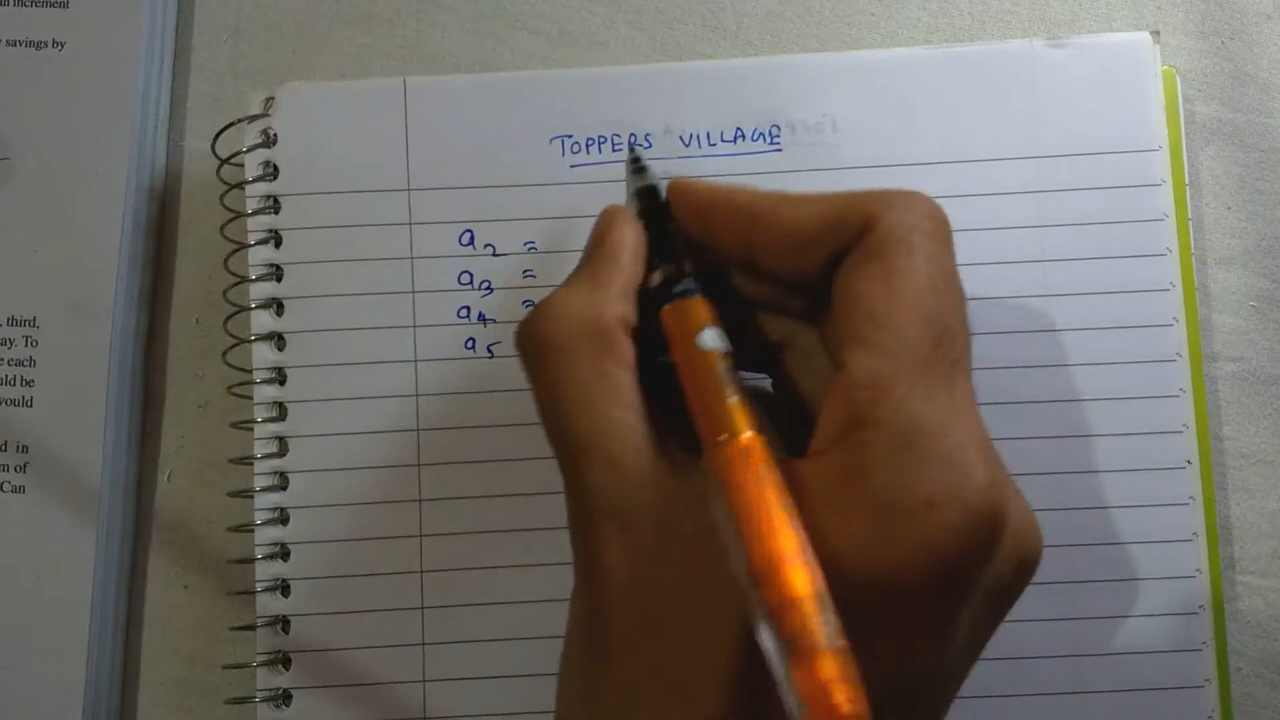 increment
savings by
, third,
ay. To
each
uld be
would
d in
m of
Can
TOPPERS VILLAGE
a2 =
a3 =
a4 =
a5